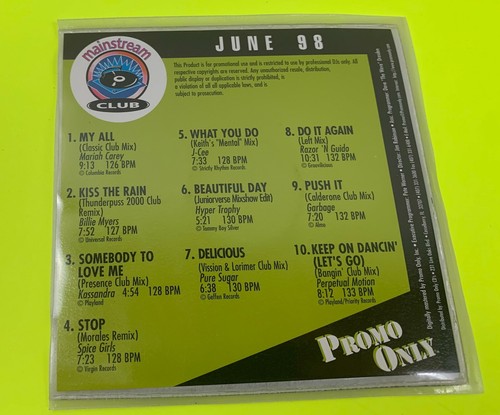 mainstream
CLUB
JUNE 98
This Product is for promotional use and is restricted to use by professional DJs only. All
respective copyrights are reserved. Any unauthorized resale, distribution,
public display or duplication is strictly prohibited, is
a violation of all applicable laws, and is
subject to prosecution.
1. MY ALL
(Classic Club Mix)
Mariah Carey
9:13 126 BPM
© Columbia Records
2. KISS THE RAIN
(Thunderpuss 2000 Club
Remix)
Billie Myers
7:52 127 BPM
© Universal Records
3. SOMEBODY TO
LOVE ME
(Presence Club Mix)
Kassandra 4:54 128 BPM
© Playland
4. STOP
(Morales Remix)
Spice Girls
7:23 128 BPM
© Virgin Records
5. WHAT YOU DO
(Keith's "Mental" Mix)
J-Cee
7:33 128 BPM
© Strictly Rhythm Records
6. BEAUTIFUL DAY
(Juniorverse Mixshow Edit)
Hyper Trophy
5:21 130 BPM
© Tommy Boy Silver
7. DELICIOUS
(Vission & Lorimer Club Mix)
Pure Sugar
6:38 130 BPM
© Geffen Records
8. DO IT AGAIN
(Left Mix)
Razor 'N Guido
10:31 132 BPM
© Groovilicious
9. PUSH IT
(Calderone Club Mix)
Garbage
7:20 132 BPM
© Almo
10. KEEP ON DANCIN'
(LET'S GO)
(Bangin' Club Mix)
Perpetual Motion
8:12 133 BPM
© Playland/Priority Records
PROMO
ONLY